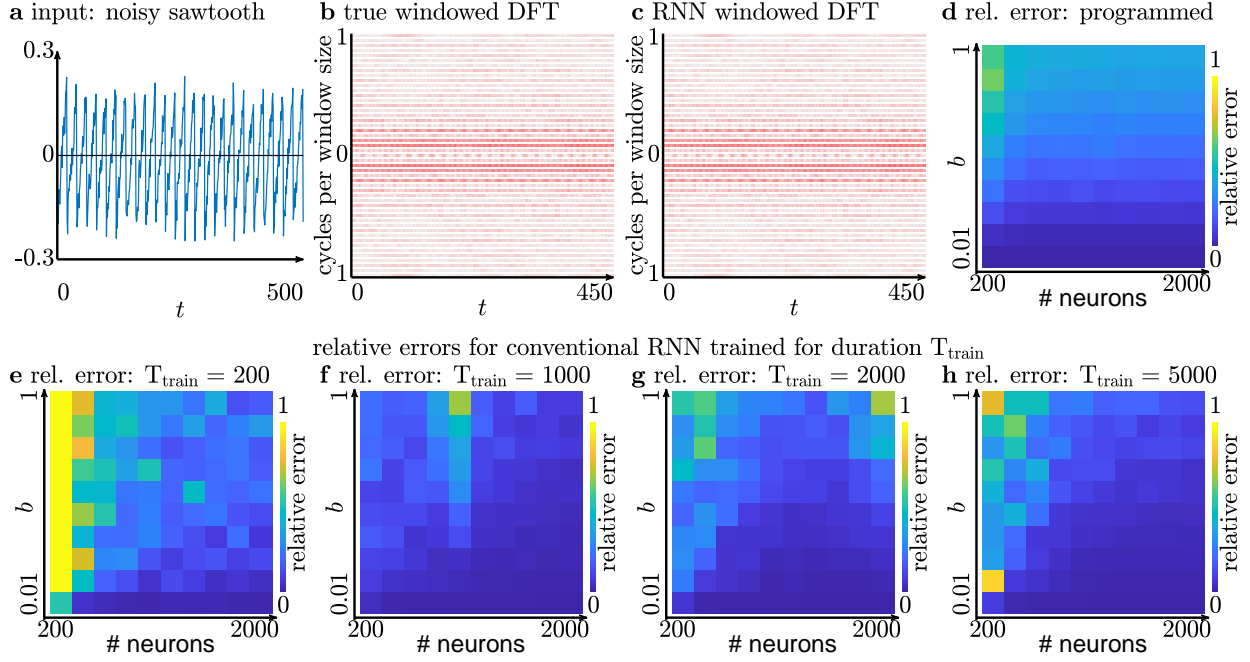 a input: noisy sawtooth
0.3
0
-0.3
0
500
t
b true windowed DFT
cycles per window size
1
0
1
0
450
t
c RNN windowed DFT
cycles per window size
1
0
1
0
450
t
d rel. error: programmed
1
b
0.01
200
2000
# neurons
1
relative error
0
relative errors for conventional RNN trained for duration T_train
e rel. error: T_train = 200
1
b
0.01
200
2000
# neurons
1
relative error
0
f rel. error: T_train = 1000
1
b
0.01
200
2000
# neurons
1
relative error
0
g rel. error: T_train = 2000
1
b
0.01
200
2000
# neurons
1
relative error
0
h rel. error: T_train = 5000
1
b
0.01
200
2000
# neurons
1
relative error
0